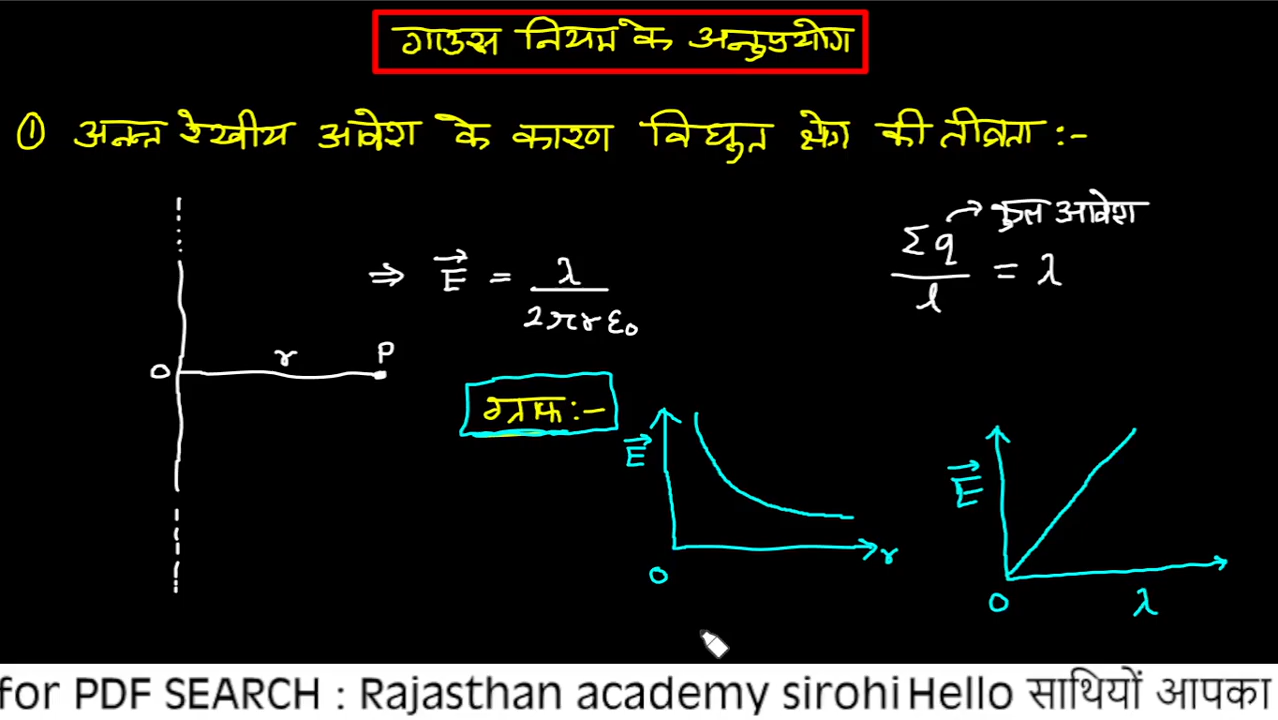 गाउस नियम के अनुप्रयोग
① अनन्त रेखीय आवेश के कारण विद्युत क्षेत्र की तीव्रता :-
Σq → कुल आवेश
/ l = λ
⇒ E⃗ = λ / 2πrε₀
O r P
ग्राफ :-
E⃗ O r
E⃗ O λ
for PDF SEARCH : Rajasthan academy sirohi Hello साथियों आपका